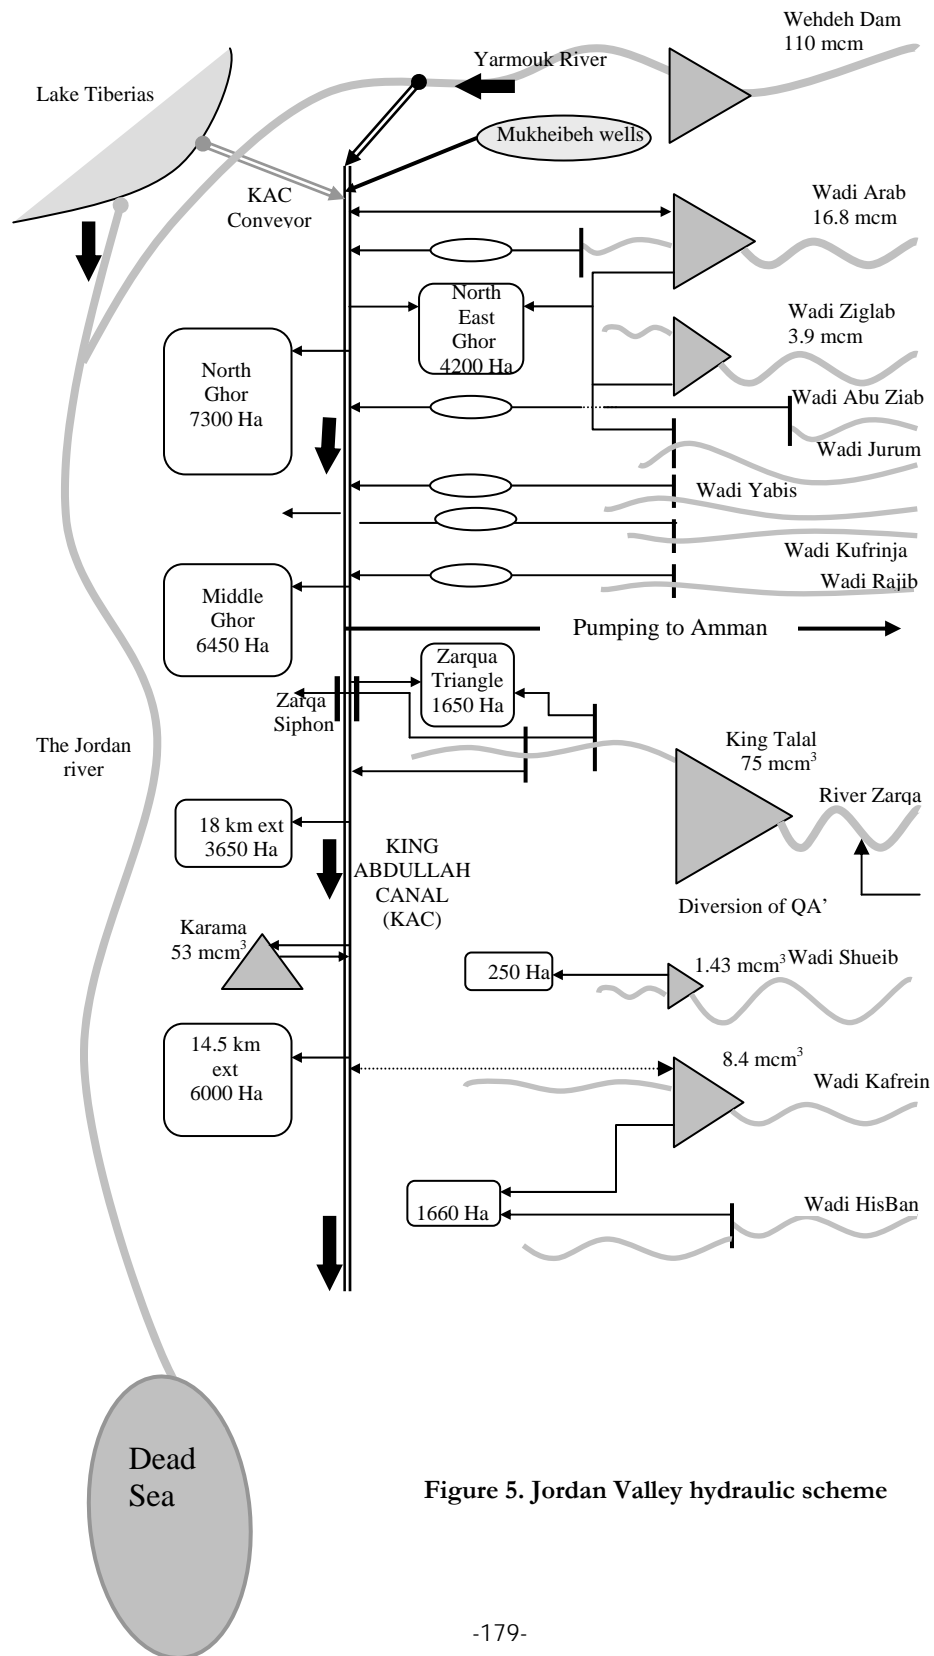 Wehdeh Dam
110 mcm
Yarmouk River
Lake Tiberias
Mukheibeh wells
KAC
Conveyor
Wadi Arab
16.8 mcm
North
East
Ghor
4200 Ha
Wadi Ziglab
3.9 mcm
North
Ghor
7300 Ha
Wadi Abu Ziab
Wadi Jurum
Wadi Yabis
Wadi Kufrinja
Wadi Rajib
Middle
Ghor
6450 Ha
Pumping to Amman
Zarqua
Triangle
1650 Ha
Zarqa
Siphon
The Jordan
river
King Talal
75 mcm³
River Zarqa
18 km ext
3650 Ha
KING
ABDULLAH
CANAL
(KAC)
Diversion of QA'
Karama
53 mcm³
250 Ha
1.43 mcm³
Wadi Shueib
14.5 km
ext
6000 Ha
8.4 mcm³
Wadi Kafrein
1660 Ha
Wadi HisBan
Dead
Sea
Figure 5. Jordan Valley hydraulic scheme
-179-